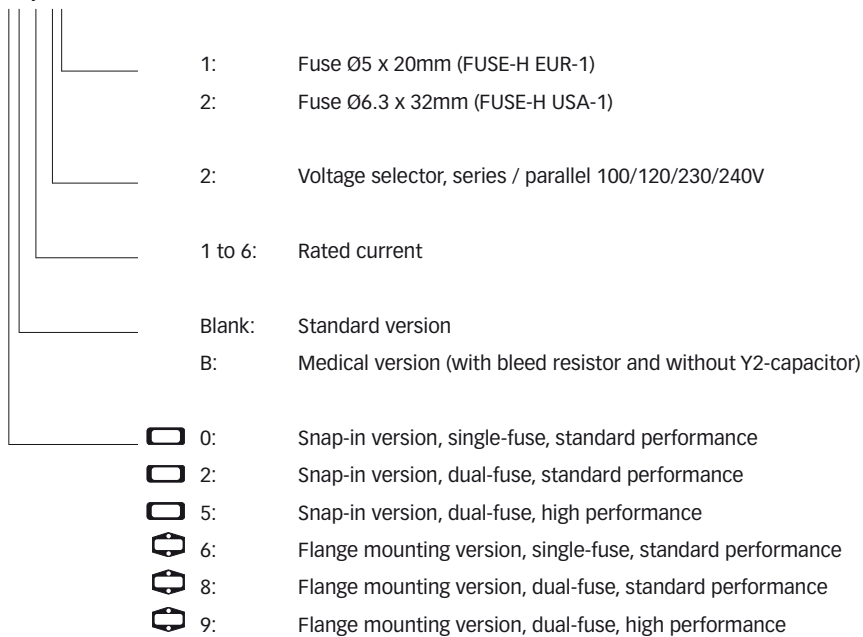 1: Fuse Ø5 x 20mm (FUSE-H EUR-1)
2: Fuse Ø6.3 x 32mm (FUSE-H USA-1)
2: Voltage selector, series / parallel 100/120/230/240V
1 to 6: Rated current
Blank: Standard version
B: Medical version (with bleed resistor and without Y2-capacitor)
0: Snap-in version, single-fuse, standard performance
2: Snap-in version, dual-fuse, standard performance
5: Snap-in version, dual-fuse, high performance
6: Flange mounting version, single-fuse, standard performance
8: Flange mounting version, dual-fuse, standard performance
9: Flange mounting version, dual-fuse, high performance